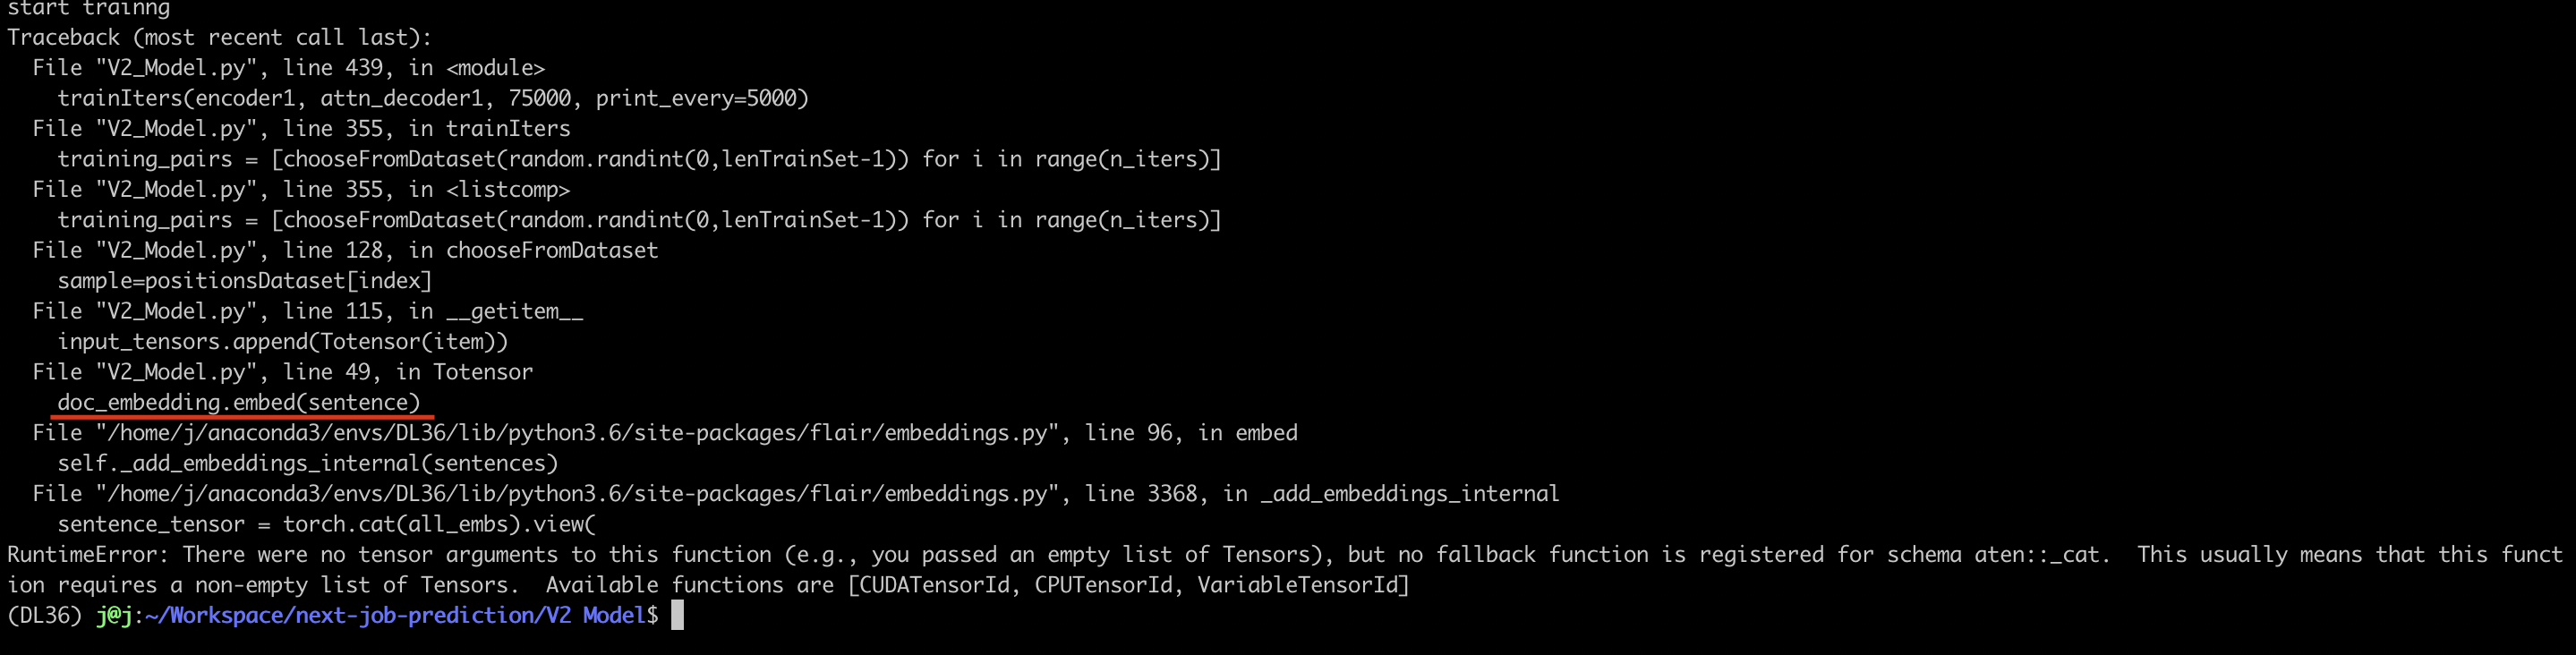 start trainng
Traceback (most recent call last):
  File "V2_Model.py", line 439, in <module>
    trainIters(encoder1, attn_decoder1, 75000, print_every=5000)
  File "V2_Model.py", line 355, in trainIters
    training_pairs = [chooseFromDataset(random.randint(0,lenTrainSet-1)) for i in range(n_iters)]
  File "V2_Model.py", line 355, in <listcomp>
    training_pairs = [chooseFromDataset(random.randint(0,lenTrainSet-1)) for i in range(n_iters)]
  File "V2_Model.py", line 128, in chooseFromDataset
    sample=positionsDataset[index]
  File "V2_Model.py", line 115, in __getitem__
    input_tensors.append(Totensor(item))
  File "V2_Model.py", line 49, in Totensor
    doc_embedding.embed(sentence)
  File "/home/j/anaconda3/envs/DL36/lib/python3.6/site-packages/flair/embeddings.py", line 96, in embed
    self._add_embeddings_internal(sentences)
  File "/home/j/anaconda3/envs/DL36/lib/python3.6/site-packages/flair/embeddings.py", line 3368, in _add_embeddings_internal
    sentence_tensor = torch.cat(all_embs).view(
RuntimeError: There were no tensor arguments to this function (e.g., you passed an empty list of Tensors), but no fallback function is registered for schema aten::_cat.  This usually means that this funct
ion requires a non-empty list of Tensors.  Available functions are [CUDATensorId, CPUTensorId, VariableTensorId]
(DL36) j@j:~/Workspace/next-job-prediction/V2 Model$